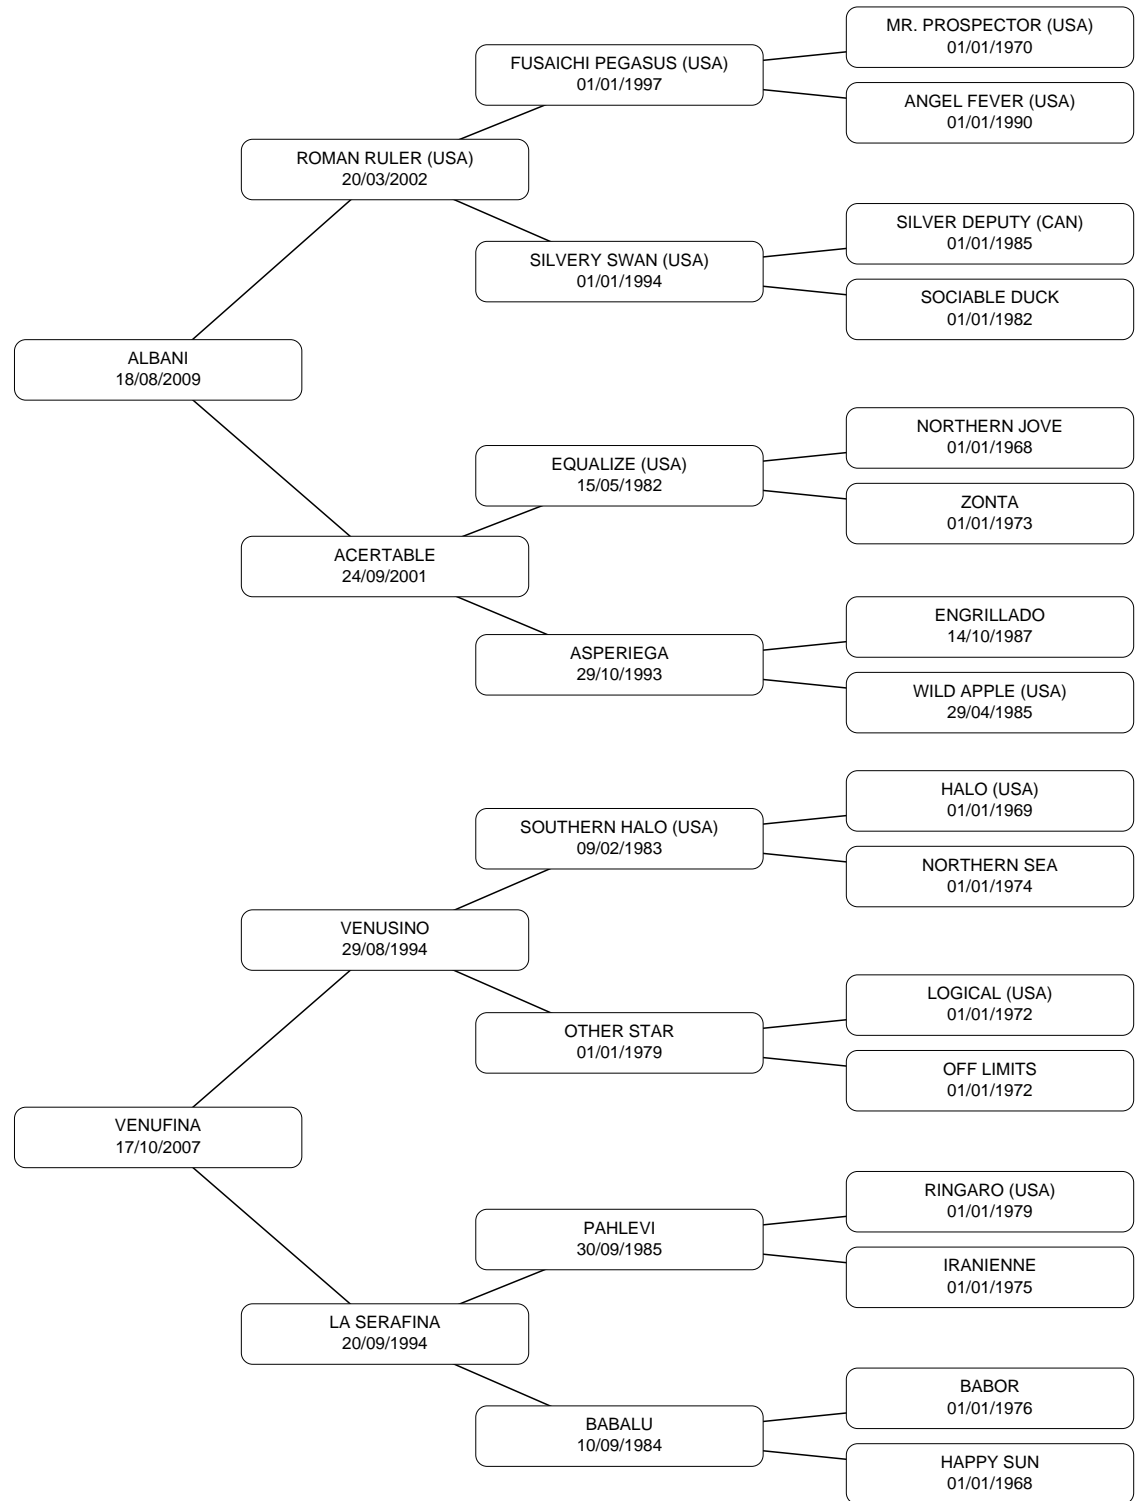 MR. PROSPECTOR (USA)
01/01/1970
FUSAICHI PEGASUS (USA)
01/01/1997
ANGEL FEVER (USA)
01/01/1990
ROMAN RULER (USA)
20/03/2002
SILVER DEPUTY (CAN)
01/01/1985
SILVERY SWAN (USA)
01/01/1994
SOCIABLE DUCK
01/01/1982
ALBANI
18/08/2009
NORTHERN JOVE
01/01/1968
EQUALIZE (USA)
15/05/1982
ZONTA
01/01/1973
ACERTABLE
24/09/2001
ENGRILLADO
14/10/1987
ASPERIEGA
29/10/1993
WILD APPLE (USA)
29/04/1985
HALO (USA)
01/01/1969
SOUTHERN HALO (USA)
09/02/1983
NORTHERN SEA
01/01/1974
VENUSINO
29/08/1994
LOGICAL (USA)
01/01/1972
OTHER STAR
01/01/1979
OFF LIMITS
01/01/1972
VENUFINA
17/10/2007
RINGARO (USA)
01/01/1979
PAHLEVI
30/09/1985
IRANIENNE
01/01/1975
LA SERAFINA
20/09/1994
BABOR
01/01/1976
BABALU
10/09/1984
HAPPY SUN
01/01/1968